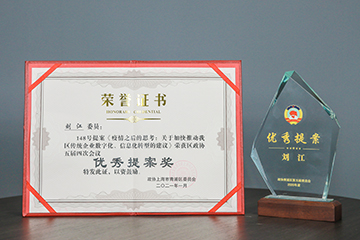 荣誉证书
HONORARY CREDENTIAL
刘江 委员：
148号提案《疫情之后的思考：关于加快推动我
区传统企业数字化、信息化转型的建议》荣获区政协
五届四次会议
优秀提案奖
特发此证，以资鼓励。
政协上海市青浦区委员会
二〇二一年一月
优秀提案
刘江